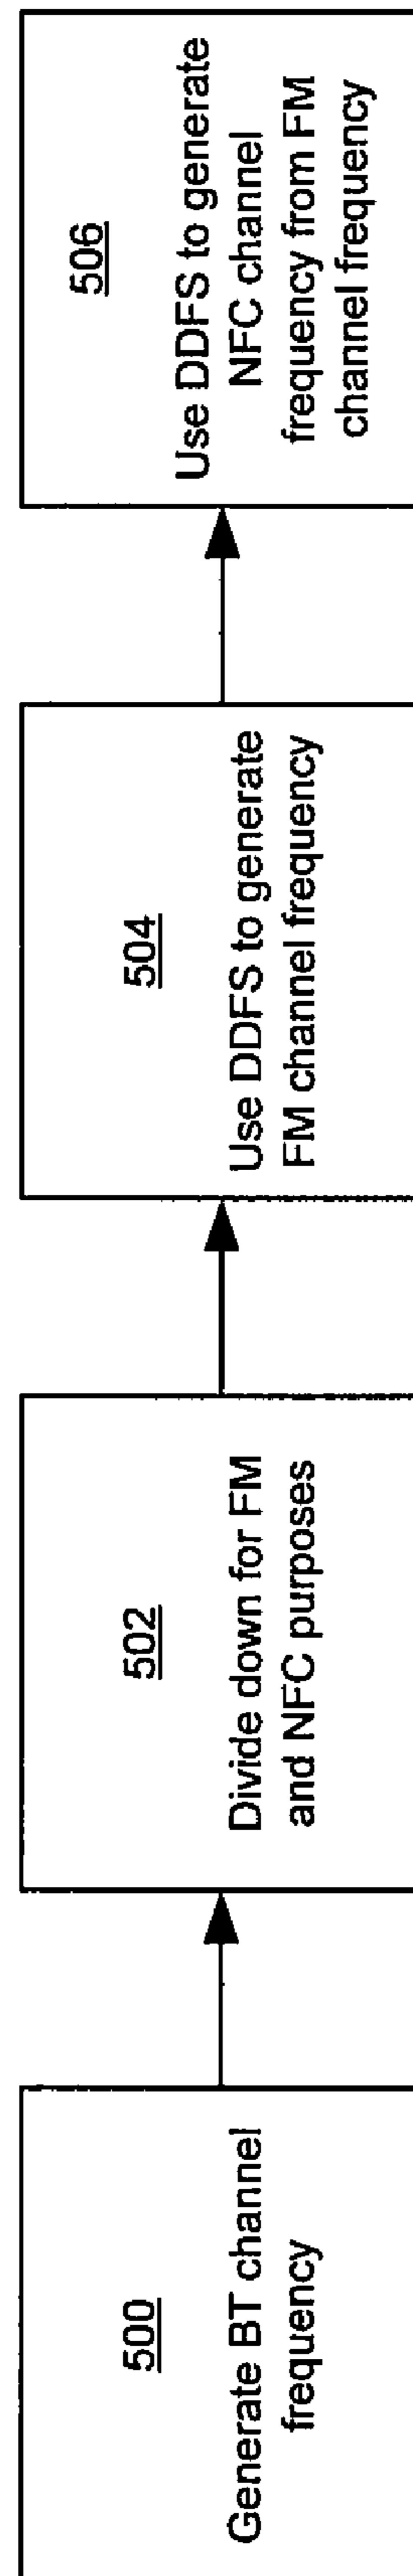 500
Generate BT channel
frequency
502
Divide down for FM
and NFC purposes
504
Use DDFS to generate
FM channel frequency
506
Use DDFS to generate
NFC channel
frequency from FM
channel frequency